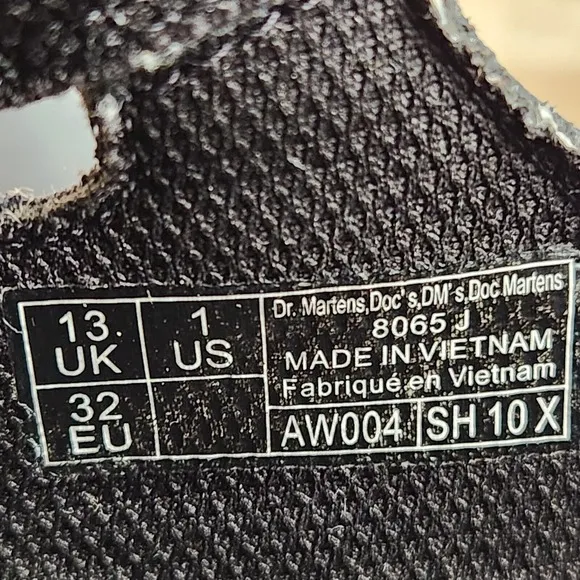 13.
UK
1
US
32
EU
Dr. Martens,Doc's,DM's,Doc Martens
8065 J
MADE IN VIETNAM
Fabriqué en Vietnam
AW004
SH 10 X